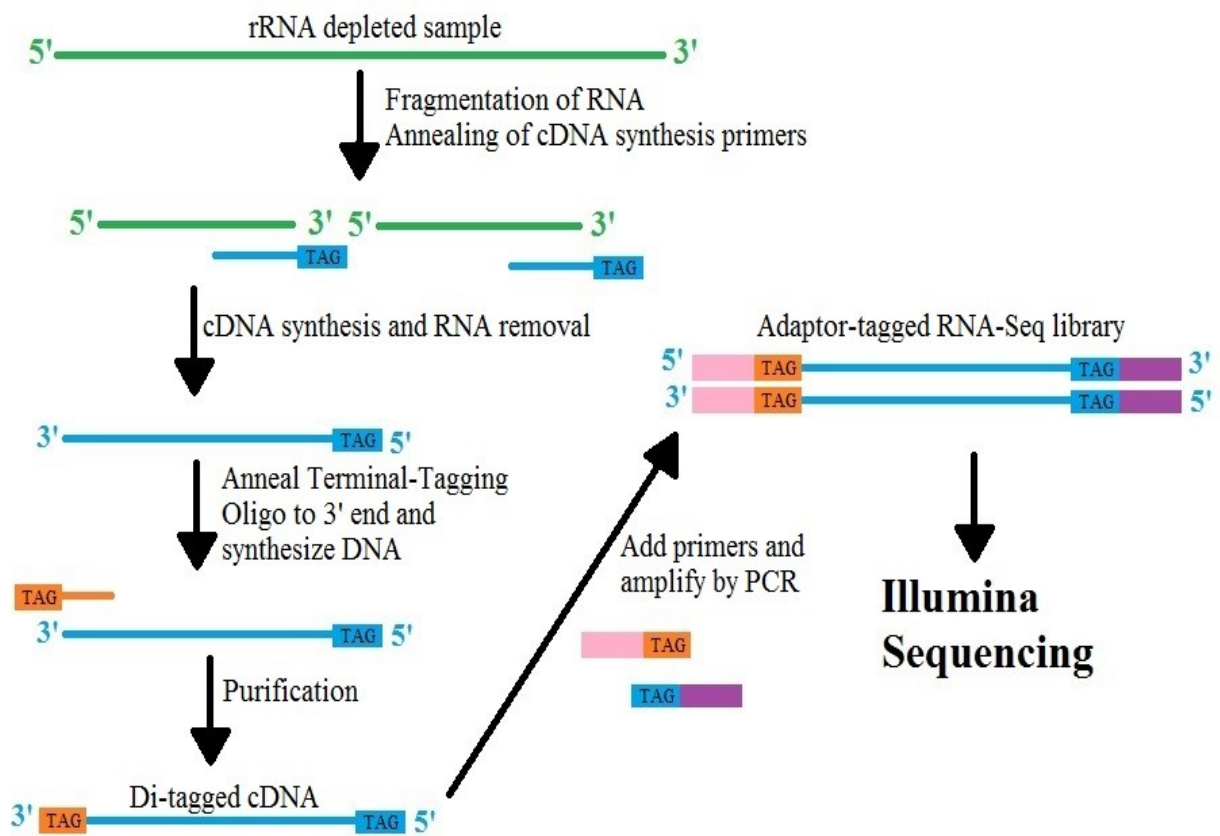 rRNA depleted sample
5' 3'
Fragmentation of RNA
Annealing of cDNA synthesis primers
5' 3' 5' 3'
TAG TAG
cDNA synthesis and RNA removal
3' TAG 5'
Anneal Terminal-Tagging
Oligo to 3' end and
synthesize DNA
TAG
3' TAG 5'
Purification
Di-tagged cDNA
3' TAG TAG 5'
Add primers and
amplify by PCR
TAG
TAG
Adaptor-tagged RNA-Seq library
5' TAG TAG 3'
3' TAG TAG 5'
Illumina
Sequencing